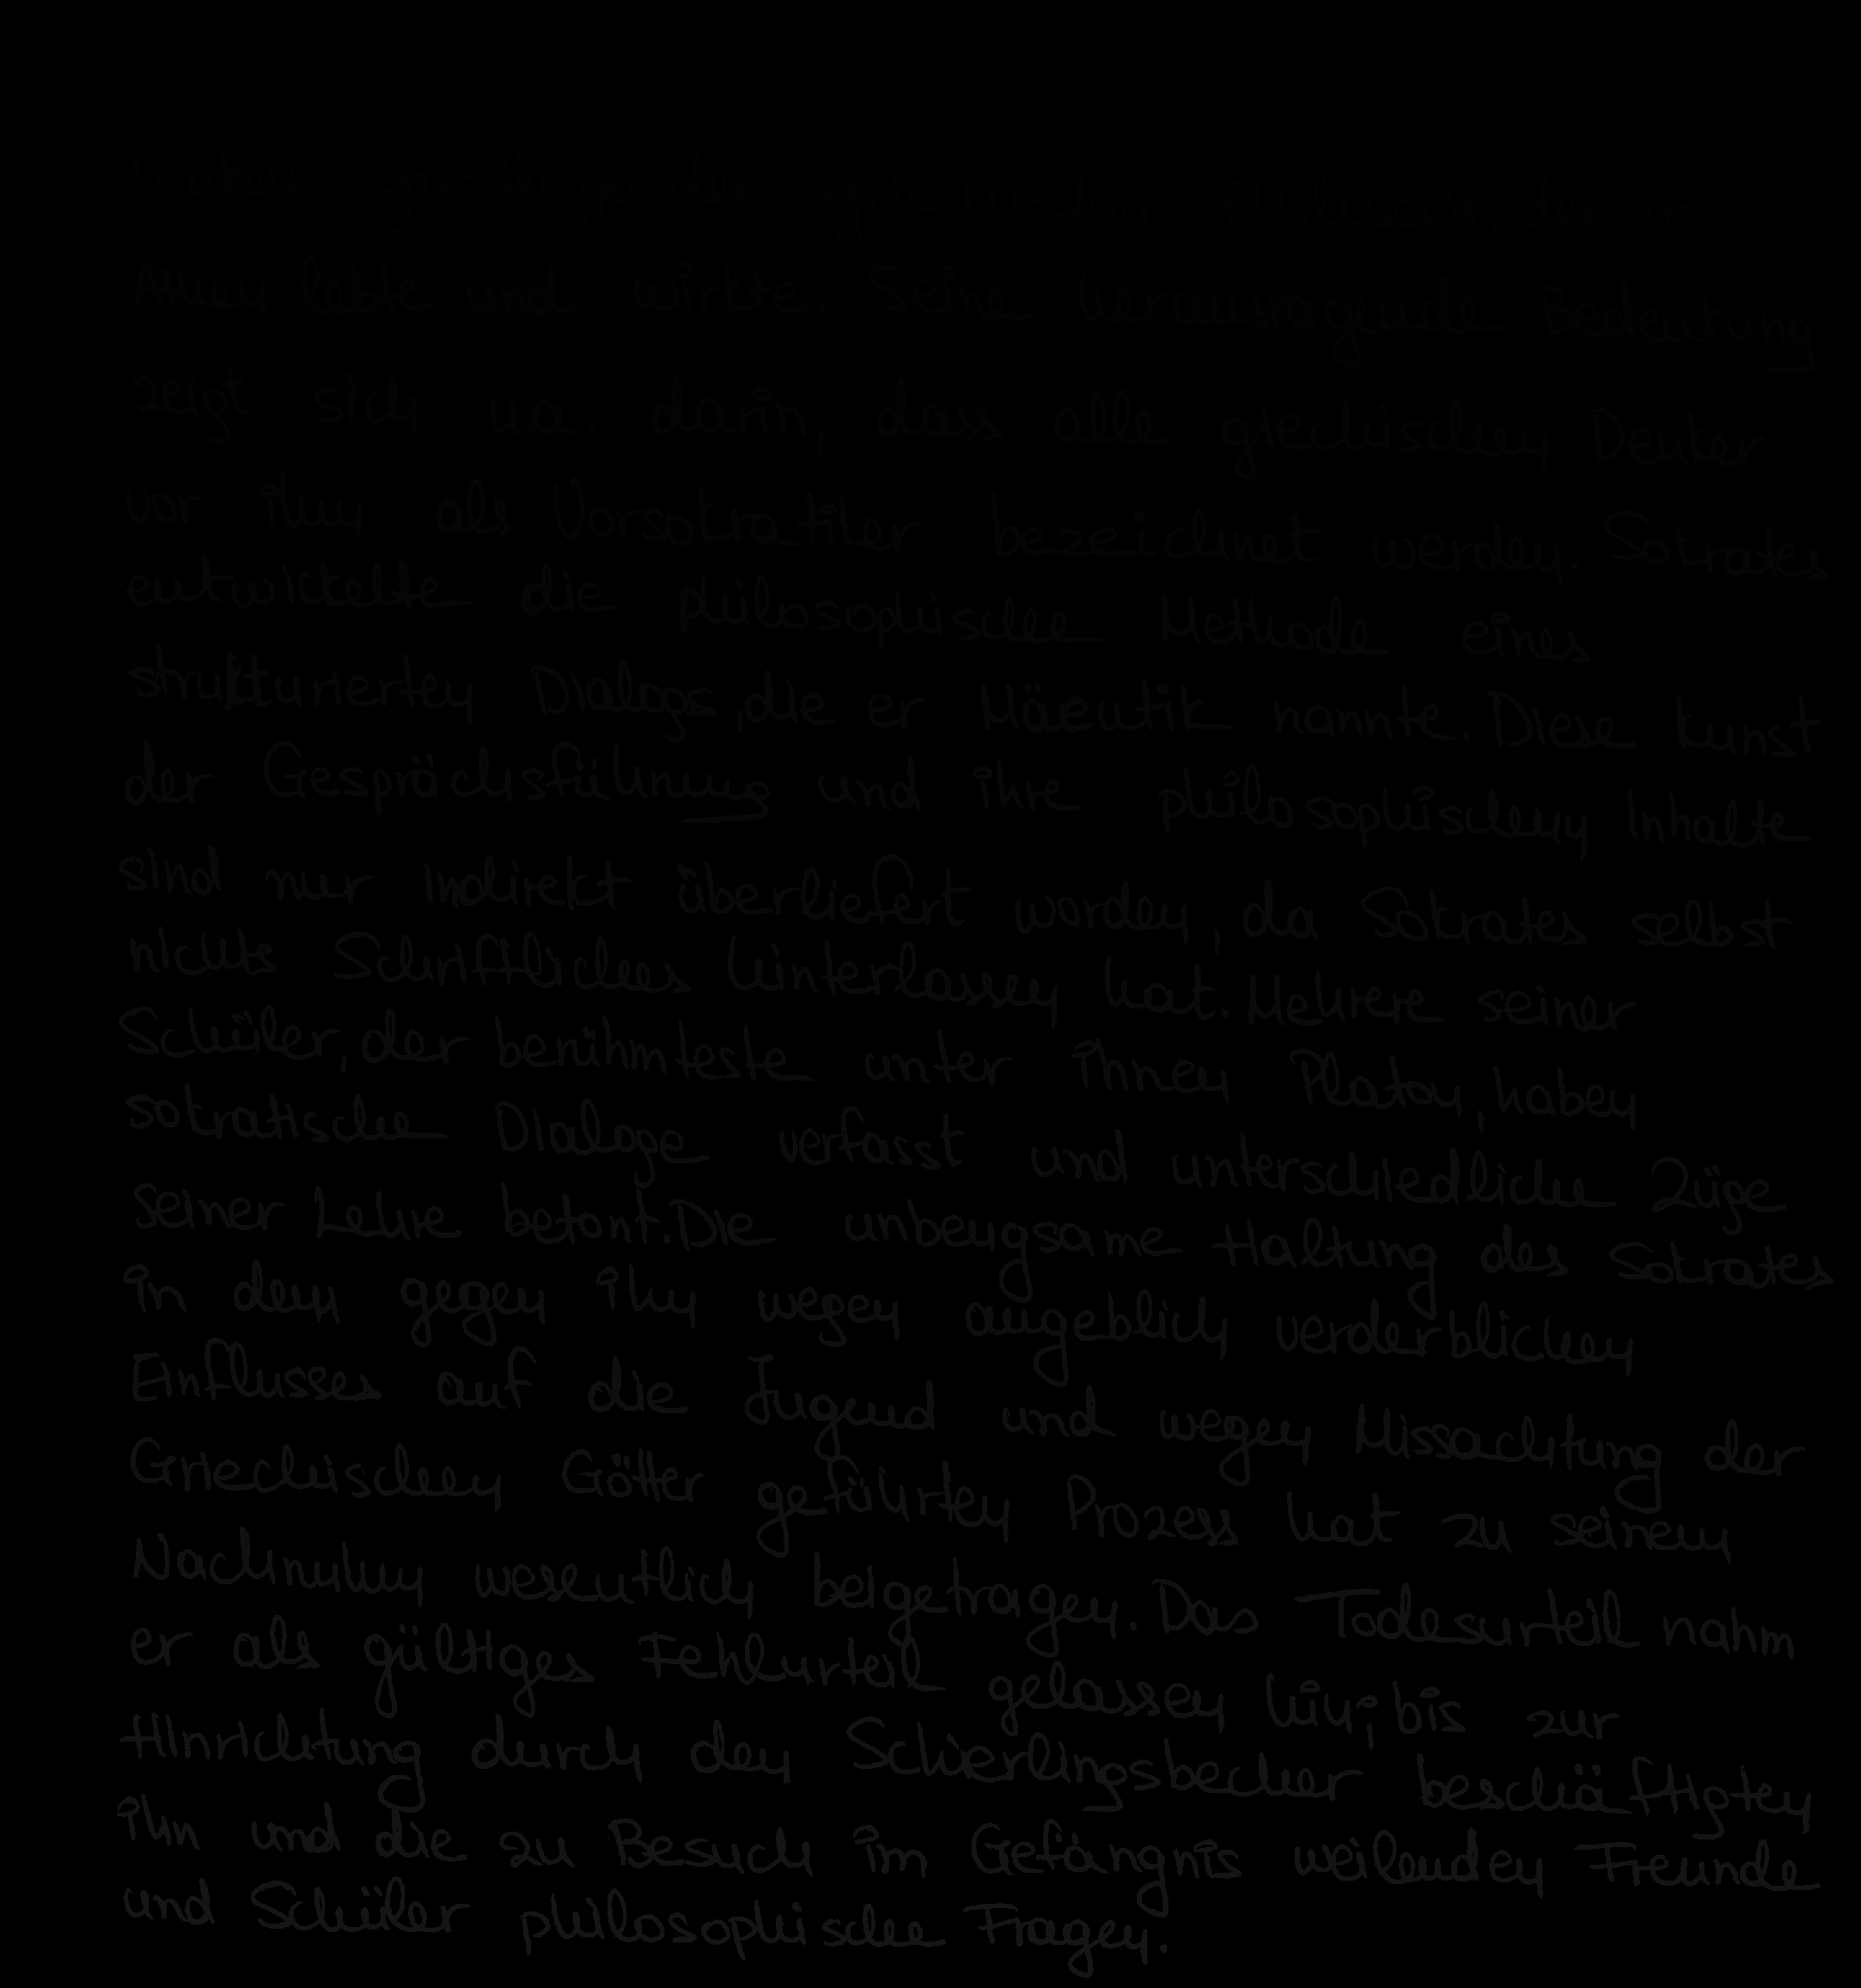 Sokrates war ein für das abendländische
Denken grundlegender griechischer Philosoph, der in
Athen lebte und wirkte. Seine herausragende Bedeutung
zeigt sich u.a. darin, dass alle griechischen Denker
vor ihm als Vorsokratiker bezeichnet werden. Sokrates
entwickelte die philosophische Methode eines
strukturierten Dialogs, die er Mäeutik nannte. Diese Kunst
der Gesprächsführung und ihre philosophischen Inhalte
sind nur indirekt überliefert worden, da Sokrates selbst
nichts Schriftliches hinterlassen hat. Mehrere seiner
Schüler, der berühmteste unter ihnen Platon, haben
sokratische Dialoge verfasst und unterschiedliche Züge
seiner Lehre betont. Die unbeugsame Haltung des Sokrates
in dem gegen ihn wegen angeblich verderblichen
Einflusses auf die Jugend und wegen Missachtung der
Griechischen Götter geführten Prozess hat zu seinem
Nachruhm wesentlich beigetragen. Das Todesurteil nahm
er als gültiges Fehlurteil gelassen hin; bis zur
Hinrichtung durch den Schierlingsbecher beschäftigten
ihn und die zu Besuch im Gefängnis weilenden Freunde
und Schüler philosophische Fragen.